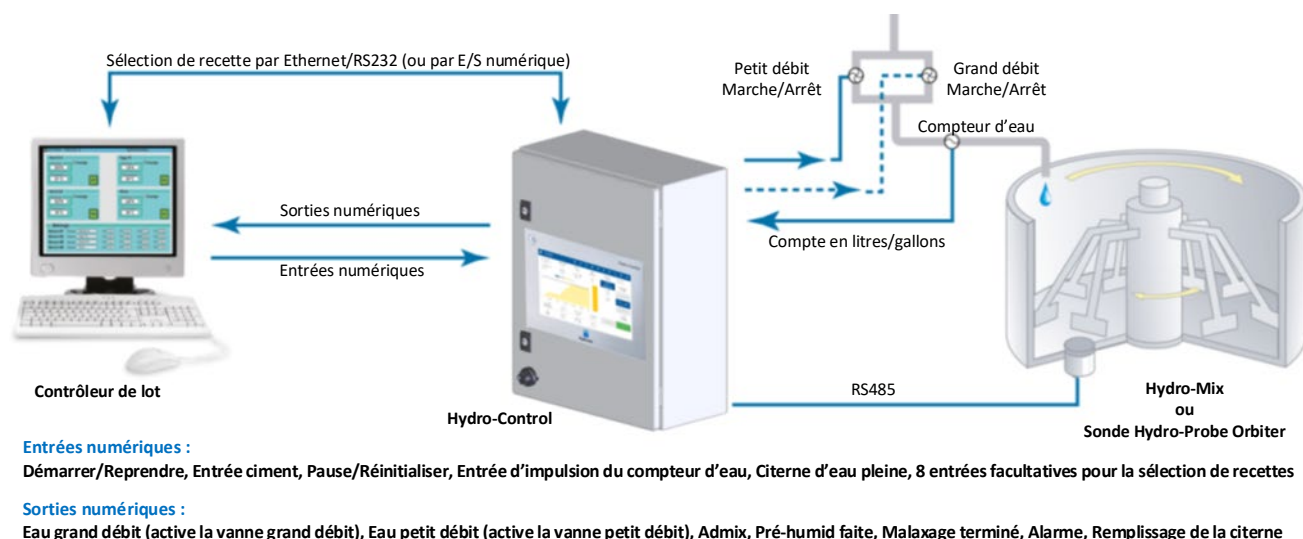 Sélection de recette par Ethernet/RS232 (ou par E/S numérique)
Petit débit
Marche/Arrêt
Grand débit
Marche/Arrêt
Compteur d’eau
Sorties numériques
Entrées numériques
Compte en litres/gallons
RS485
Contrôleur de lot
Hydro-Control
Hydro-Mix
ou
Sonde Hydro-Probe Orbiter
Entrées numériques :
Démarrer/Reprendre, Entrée ciment, Pause/Réinitialiser, Entrée d’impulsion du compteur d’eau, Citerne d’eau pleine, 8 entrées facultatives pour la sélection de recettes
Sorties numériques :
Eau grand débit (active la vanne grand débit), Eau petit débit (active la vanne petit débit), Admix, Pré-humid faite, Malaxage terminé, Alarme, Remplissage de la citerne